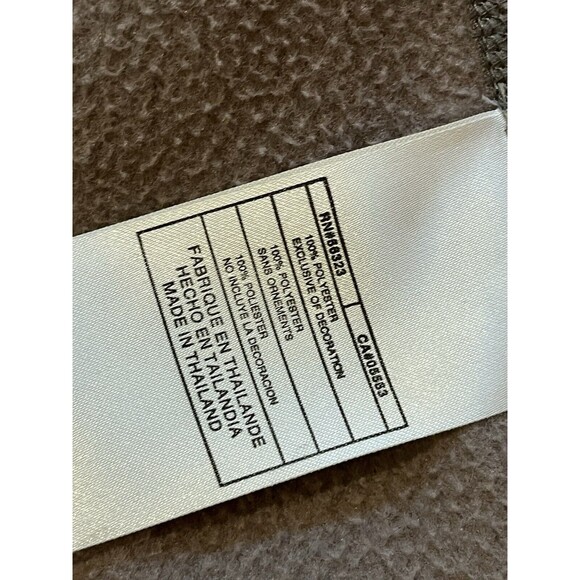 RN#56323 CA#05553
100% POLYESTER
EXCLUSIVE OF DECORATION
100% POLYESTER
SANS ORNEMENTS
100% POLIESTER
NO INCLUYE LA DECORACION
FABRIQUE EN THAILANDE
HECHO EN TAILANDIA
MADE IN THAILAND